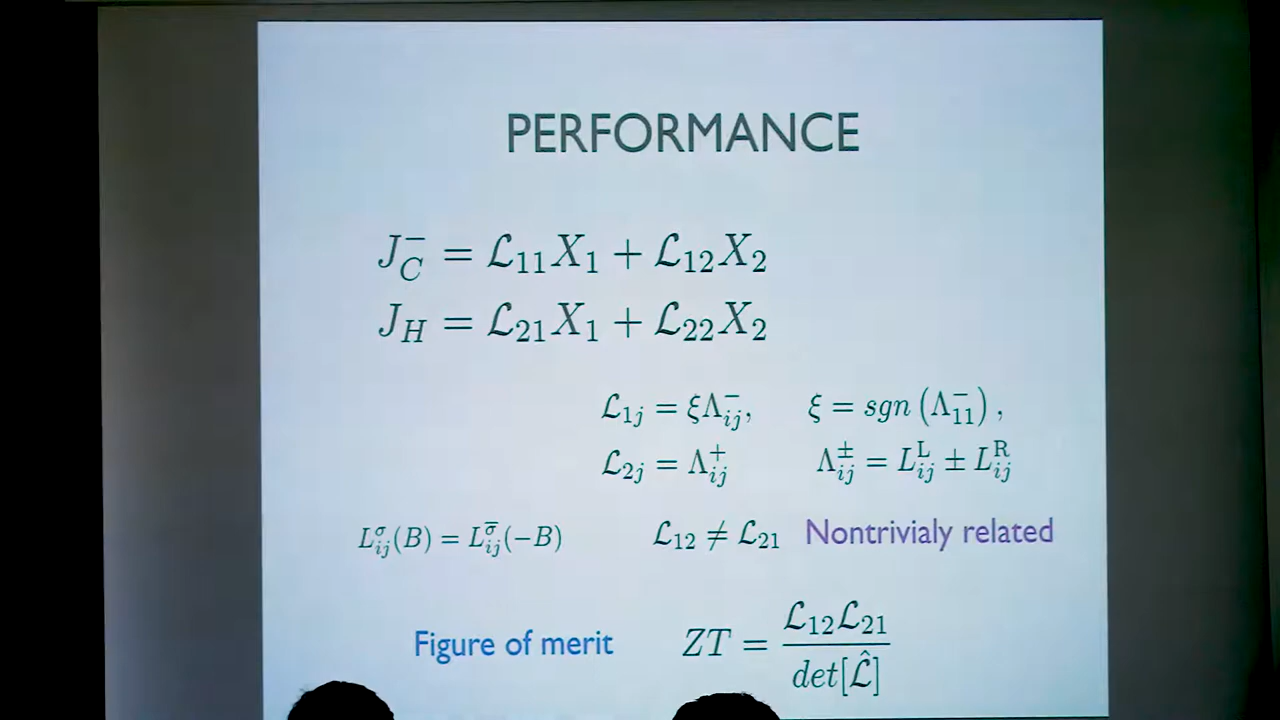 PERFORMANCE
J_C^- = ℒ_11 X_1 + ℒ_12 X_2
J_H = ℒ_21 X_1 + ℒ_22 X_2
ℒ_1j = ξΛ_ij^-, ξ = sgn (Λ_11^-) ,
ℒ_2j = Λ_ij^+ Λ_ij^± = L_ij^L ± L_ij^R
L_ij^σ(B) = L_ij^σ̅(−B) ℒ_12 ≠ ℒ_21 Nontrivialy related
Figure of merit ZT = ℒ_12 ℒ_21 / det[ℒ̂]